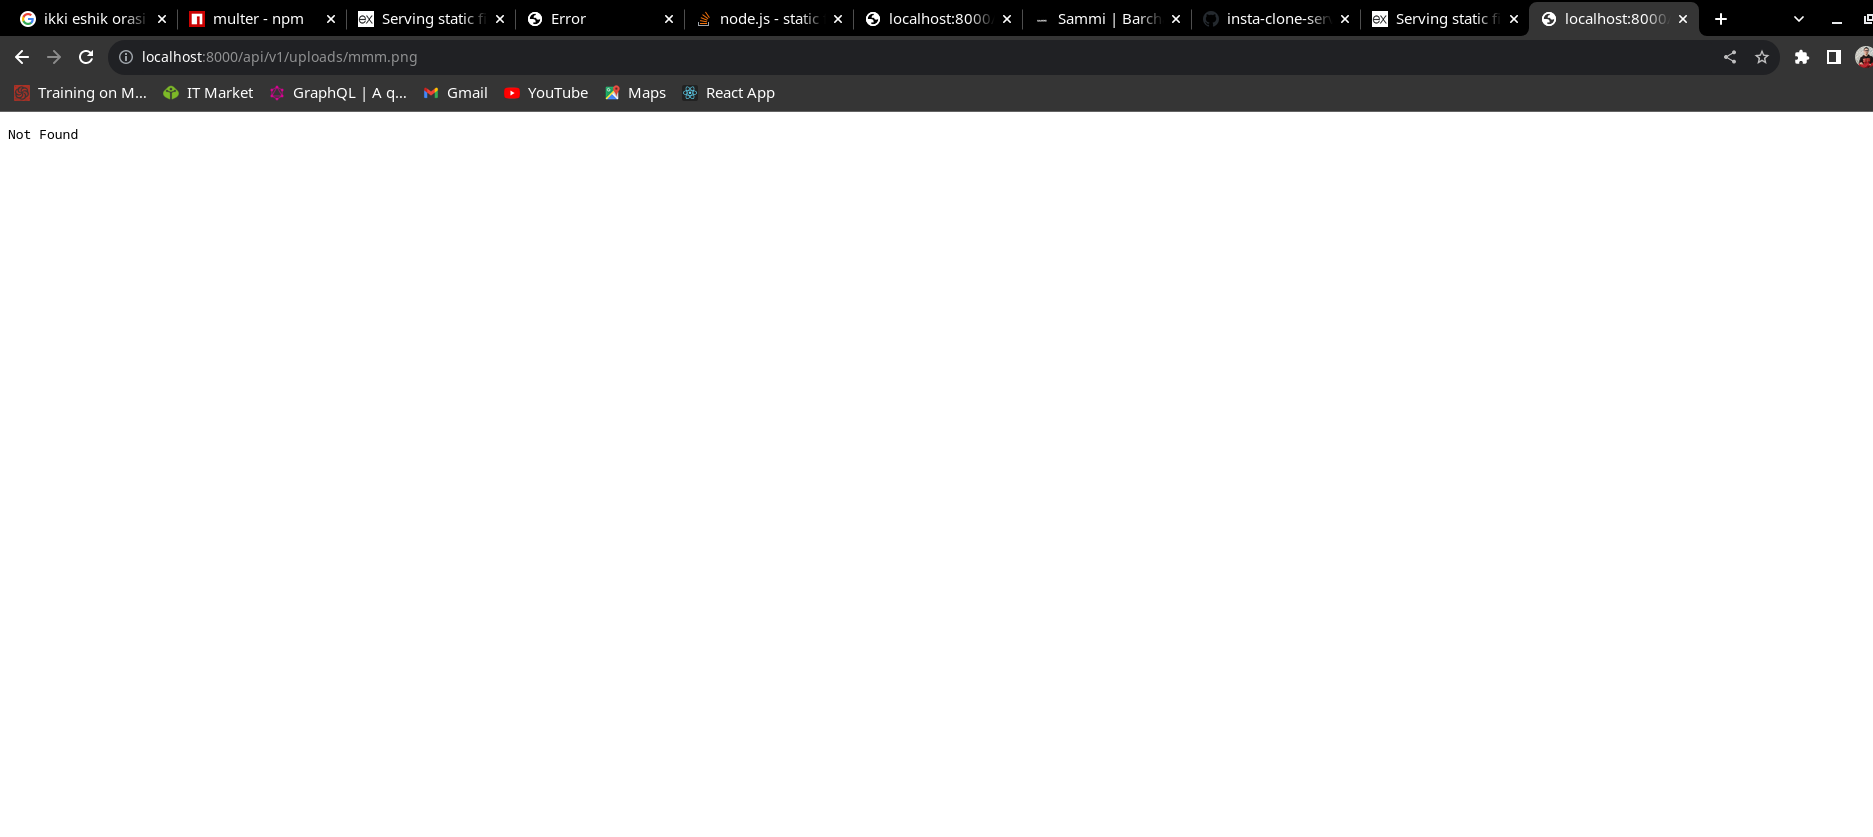 ikki eshik orasi
multer - npm
Serving static fi
Error
node.js - static
localhost:8000
Sammi | Barch
insta-clone-ser
Serving static fi
localhost:8000
localhost:8000/api/v1/uploads/mmm.png
Training on M...
IT Market
GraphQL | A q...
Gmail
YouTube
Maps
React App
Not Found